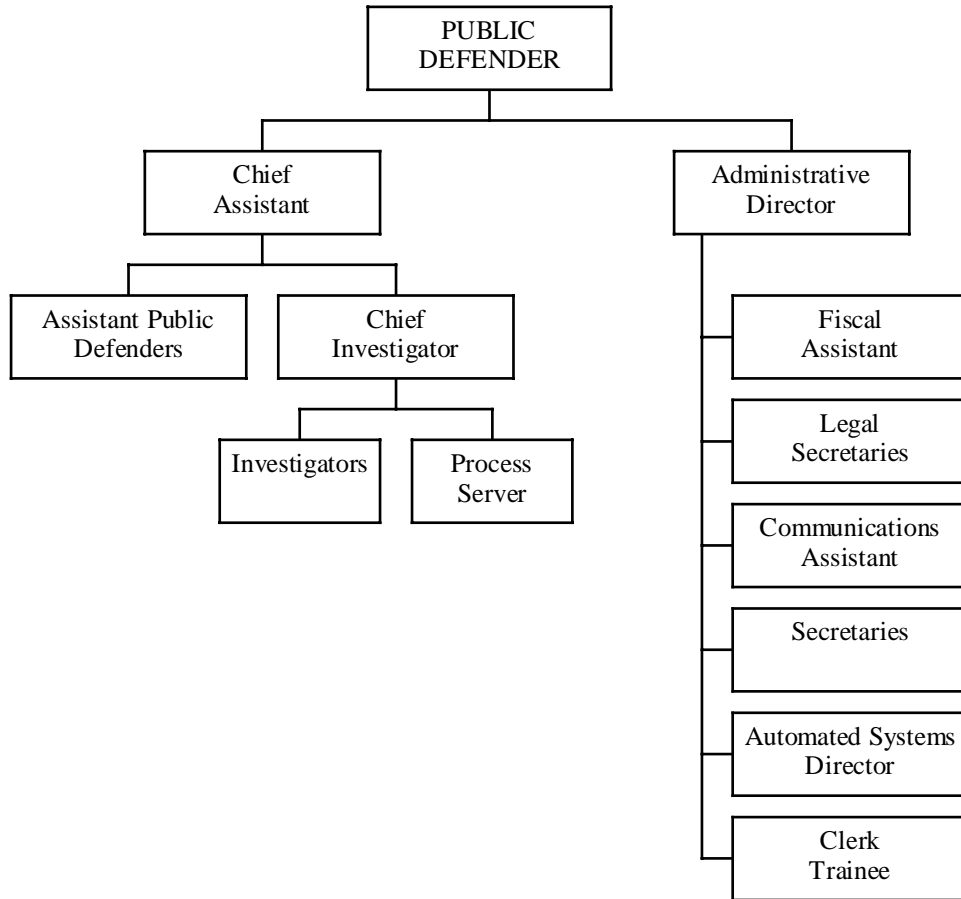 PUBLIC
DEFENDER
Chief
Assistant
Administrative
Director
Assistant Public
Defenders
Chief
Investigator
Fiscal
Assistant
Investigators
Process
Server
Legal
Secretaries
Communications
Assistant
Secretaries
Automated Systems
Director
Clerk
Trainee